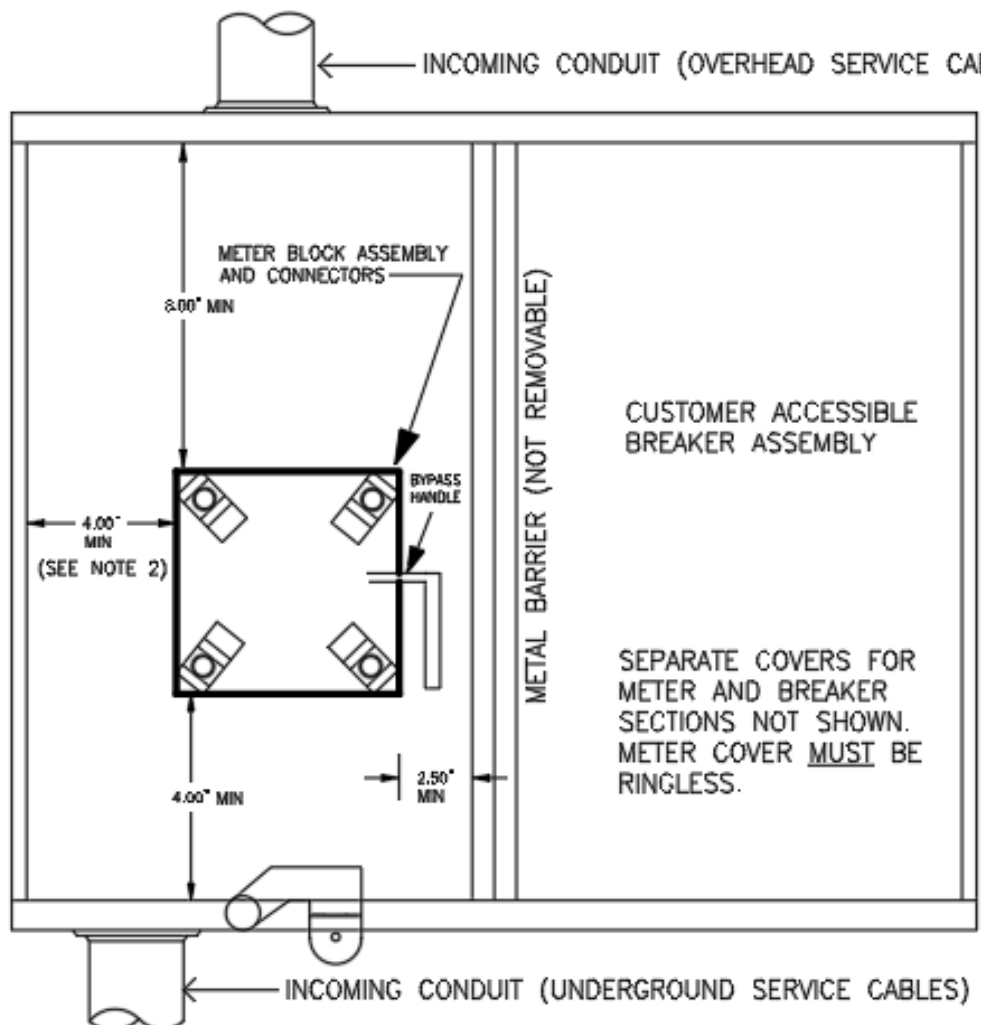 INCOMING CONDUIT (OVERHEAD SERVICE
METER BLOCK ASSEMBLY
AND CONNECTORS
8.00" MIN
METAL BARRIER (NOT REMOVABLE)
CUSTOMER ACCESSIBLE
BREAKER ASSEMBLY
BYPASS
HANDLE
4.00"
MIN
(SEE NOTE 2)
SEPARATE COVERS FOR
METER AND BREAKER
SECTIONS NOT SHOWN.
METER COVER MUST BE
RINGLESS.
2.50"
MIN
4.00" MIN
INCOMING CONDUIT (UNDERGROUND SERVICE CABLES)